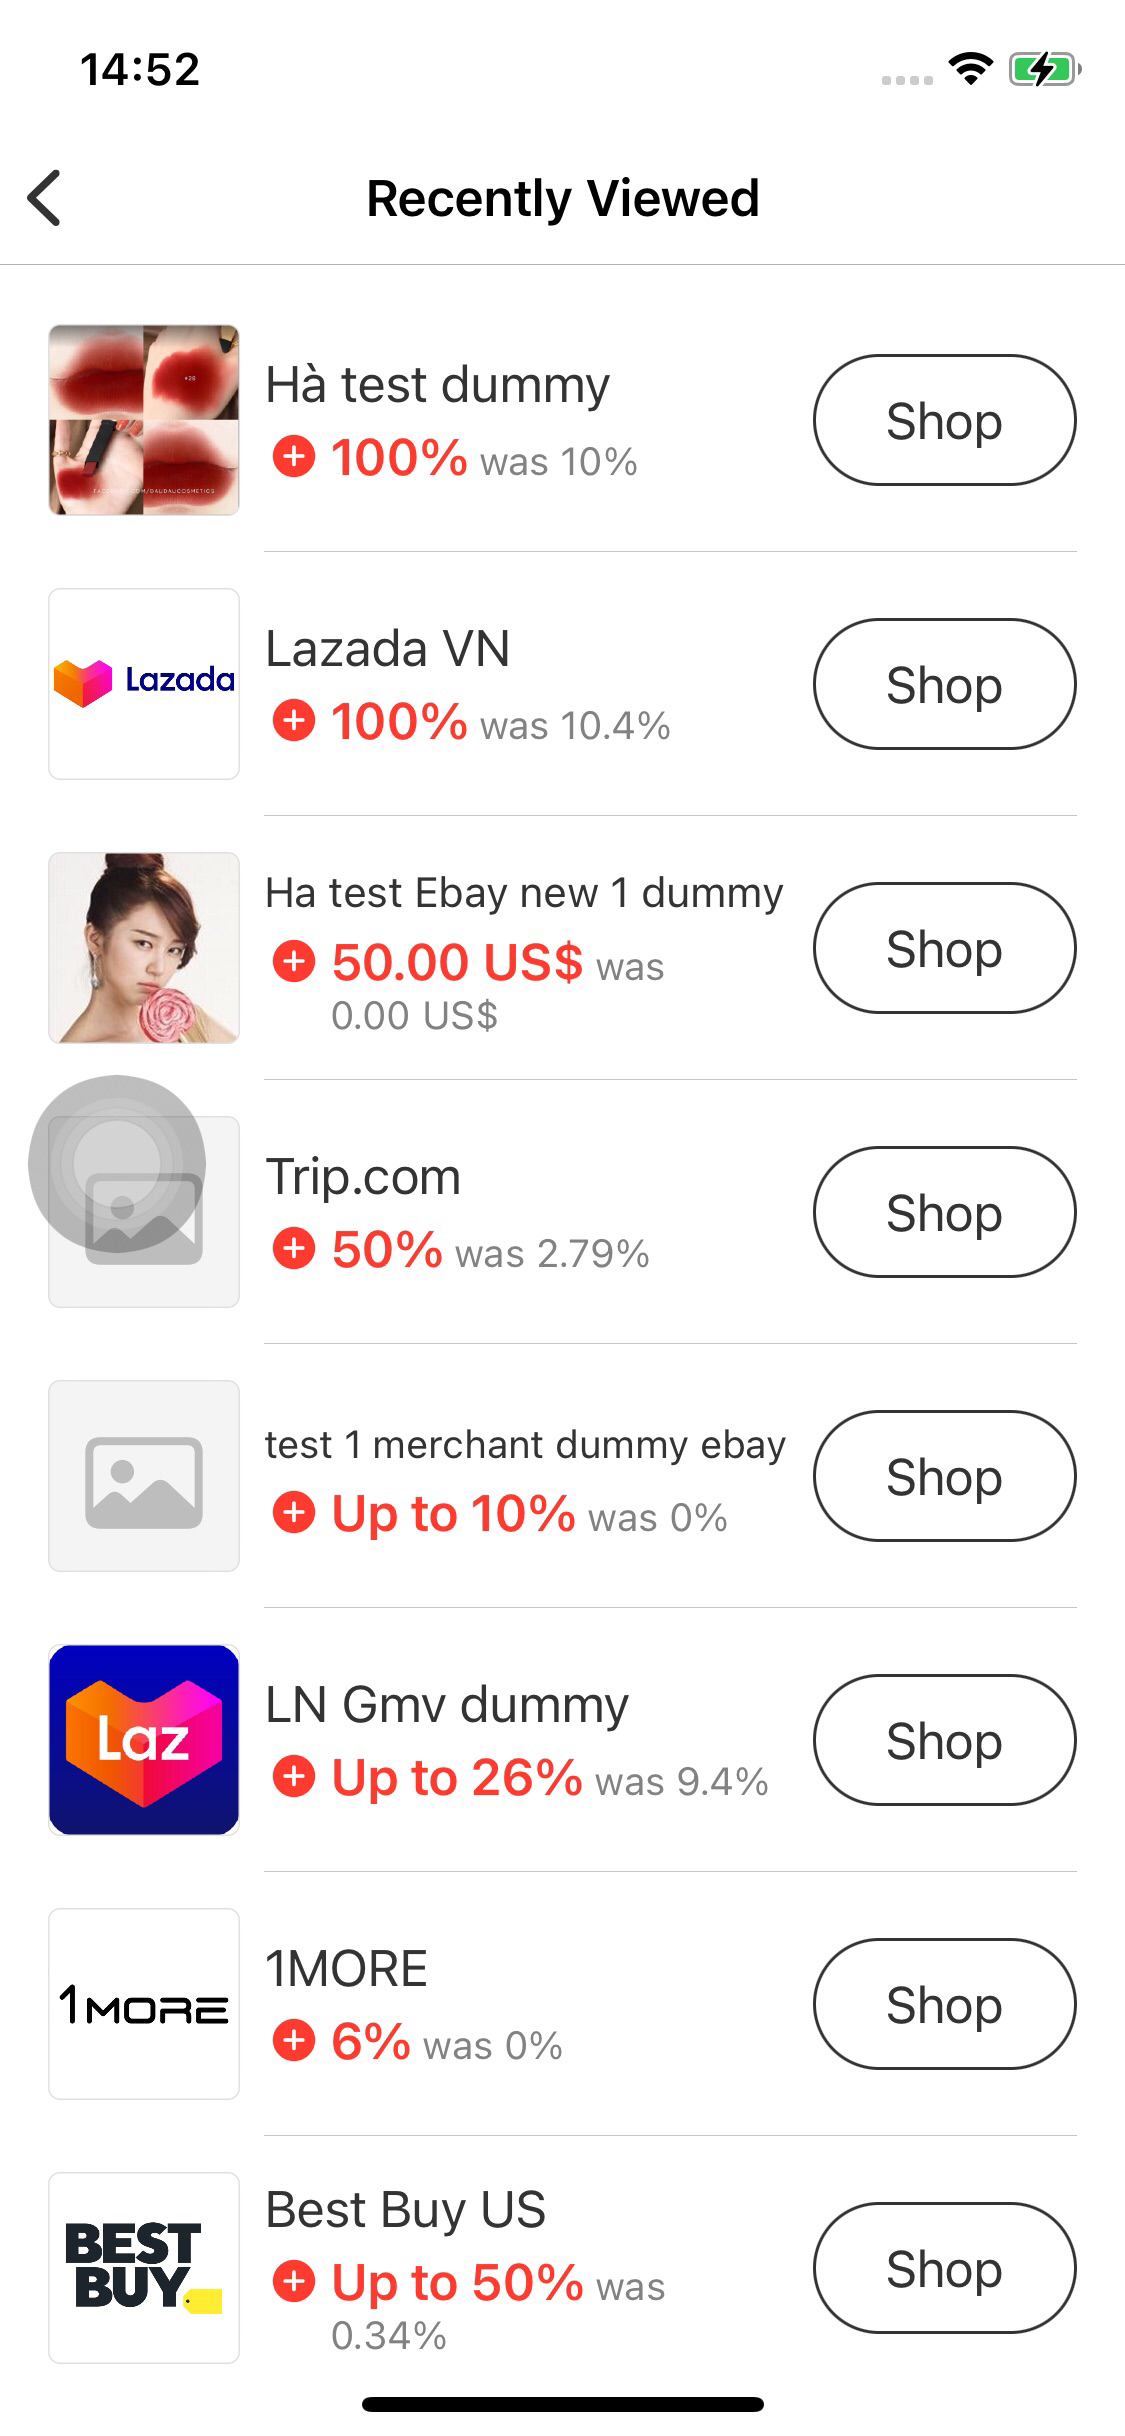 14:52
Recently Viewed
Hà test dummy
100% was 10%
Shop
Lazada
Lazada VN
100% was 10.4%
Shop
Ha test Ebay new 1 dummy
50.00 US$ was
0.00 US$
Shop
Trip.com
50% was 2.79%
Shop
test 1 merchant dummy ebay
Up to 10% was 0%
Shop
Laz
LN Gmv dummy
Up to 26% was 9.4%
Shop
1MORE
1MORE
6% was 0%
Shop
BEST
BUY
Best Buy US
Up to 50% was
0.34%
Shop